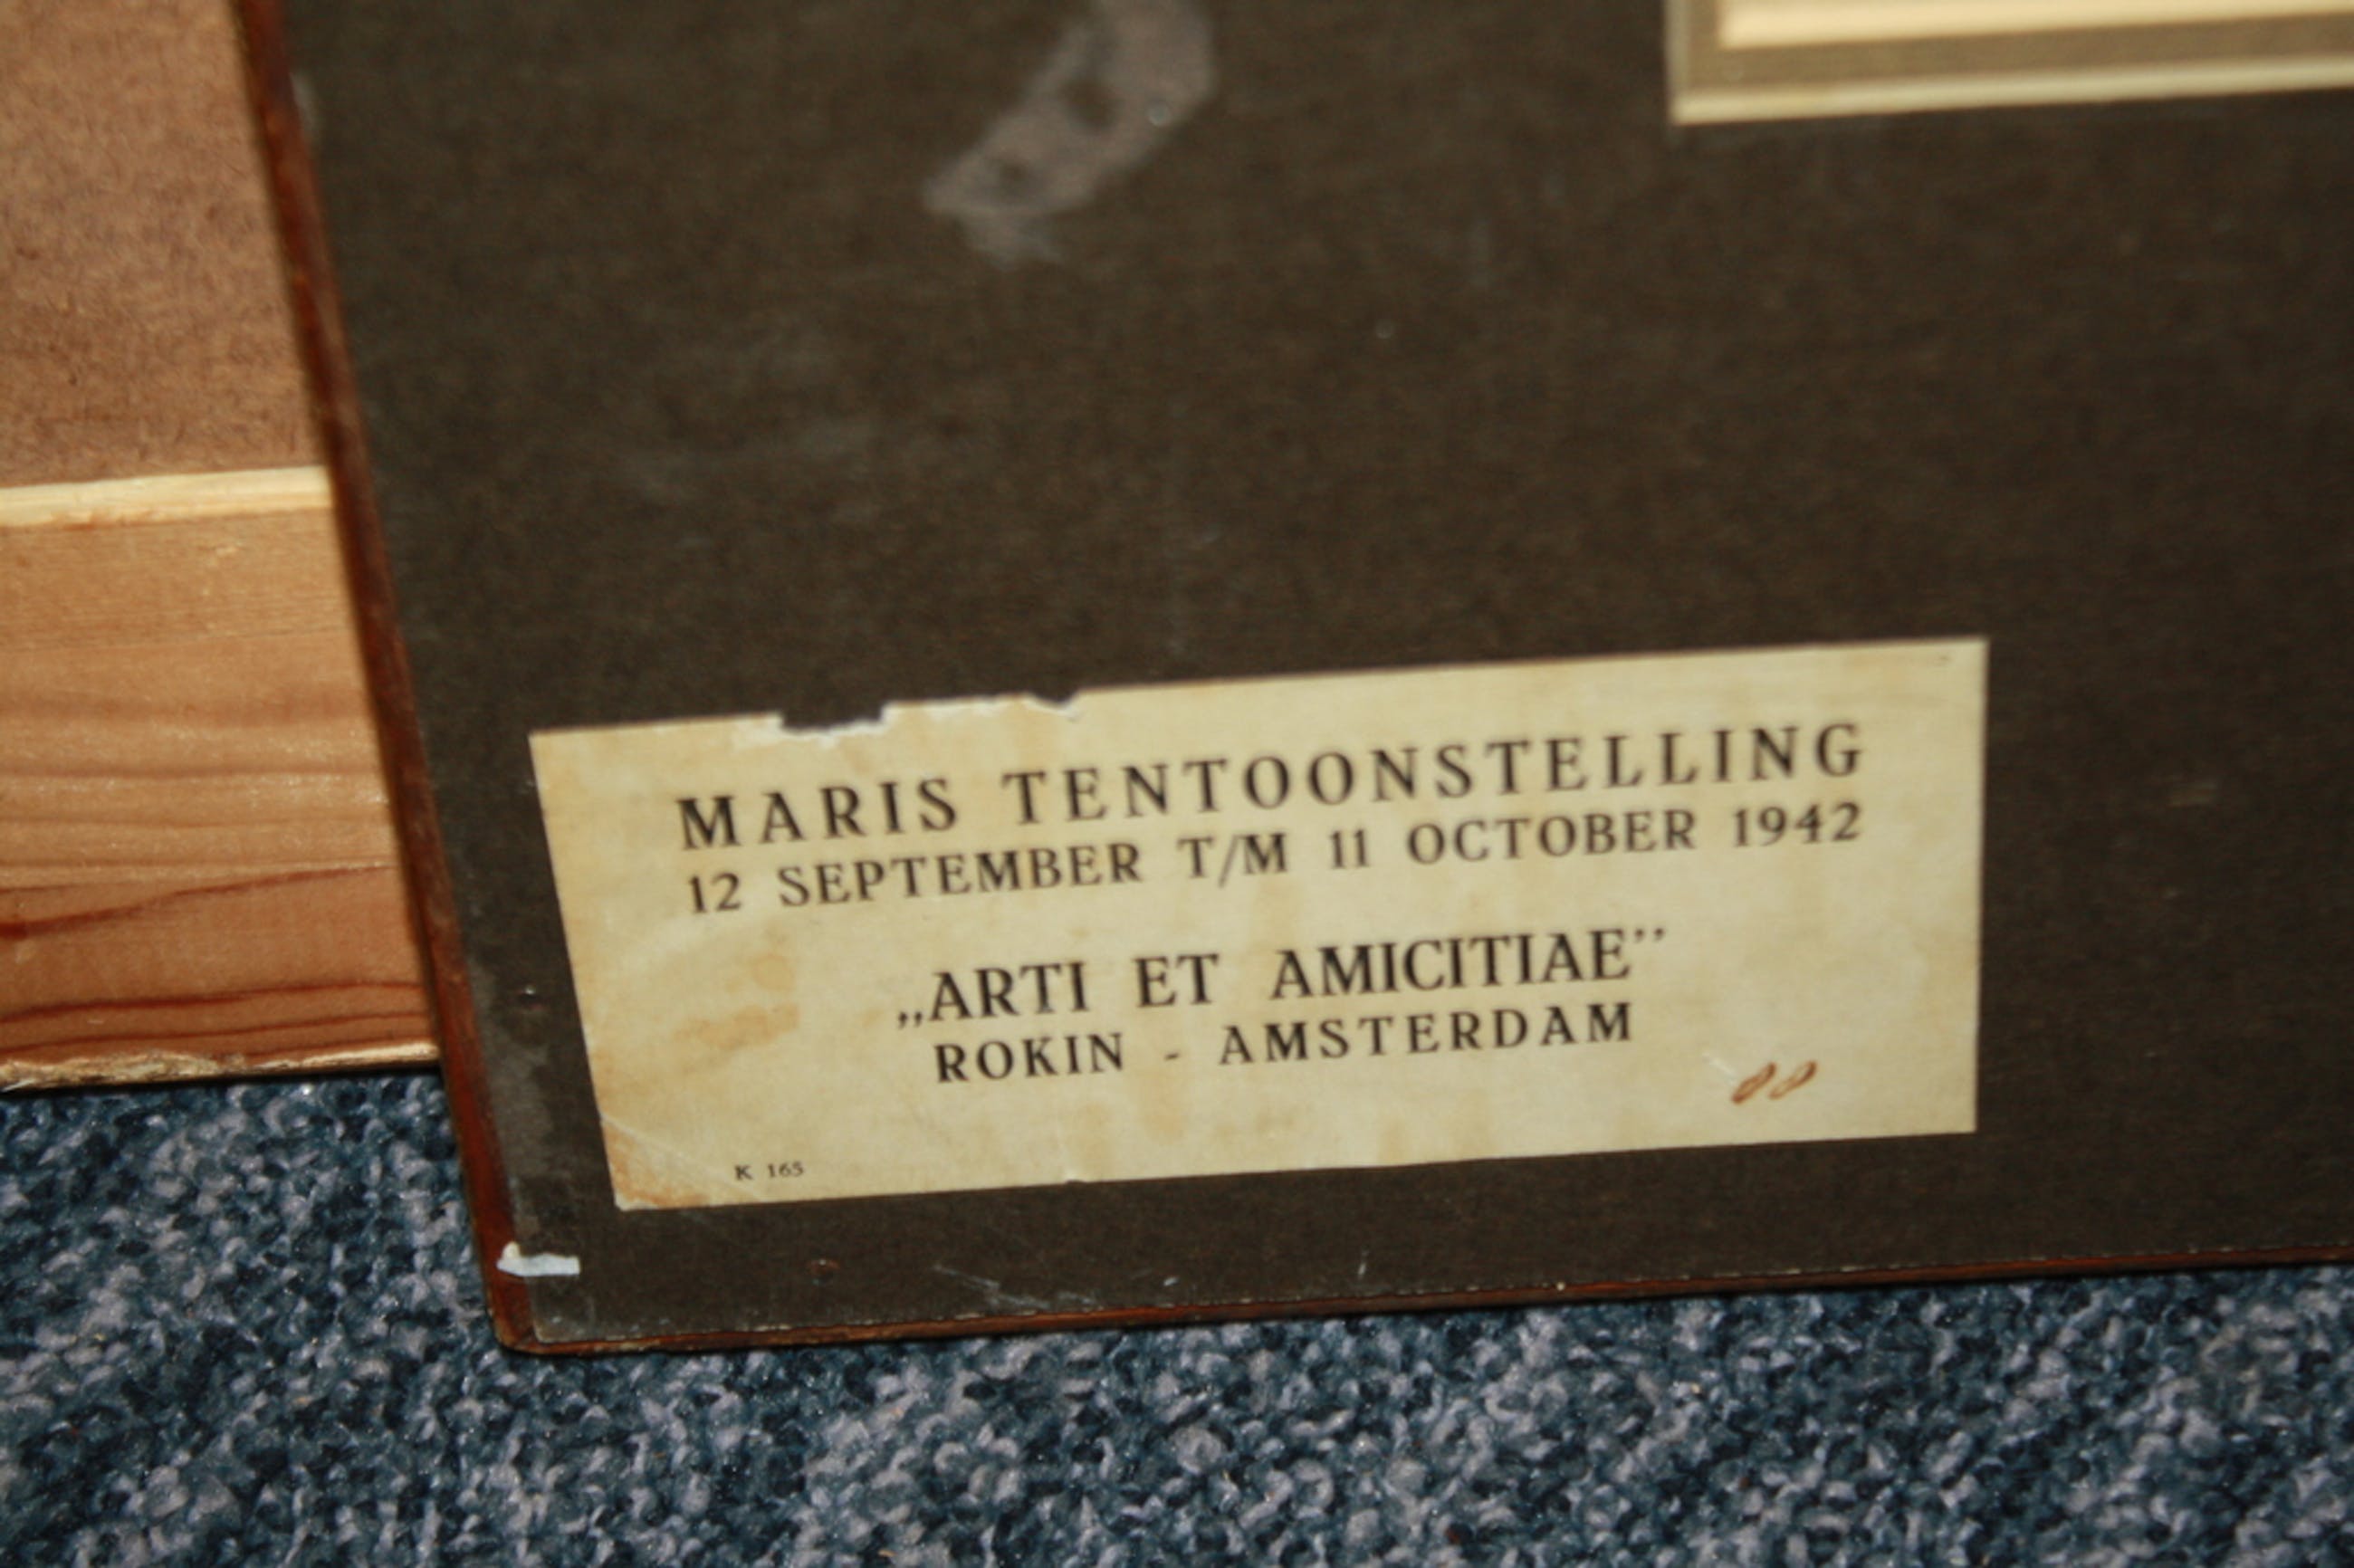 MARIS TENTOONSTELLING
12 SEPTEMBER T/M 11 OCTOBER 1942
„ARTI ET AMICITIAE”
ROKIN - AMSTERDAM
K 165